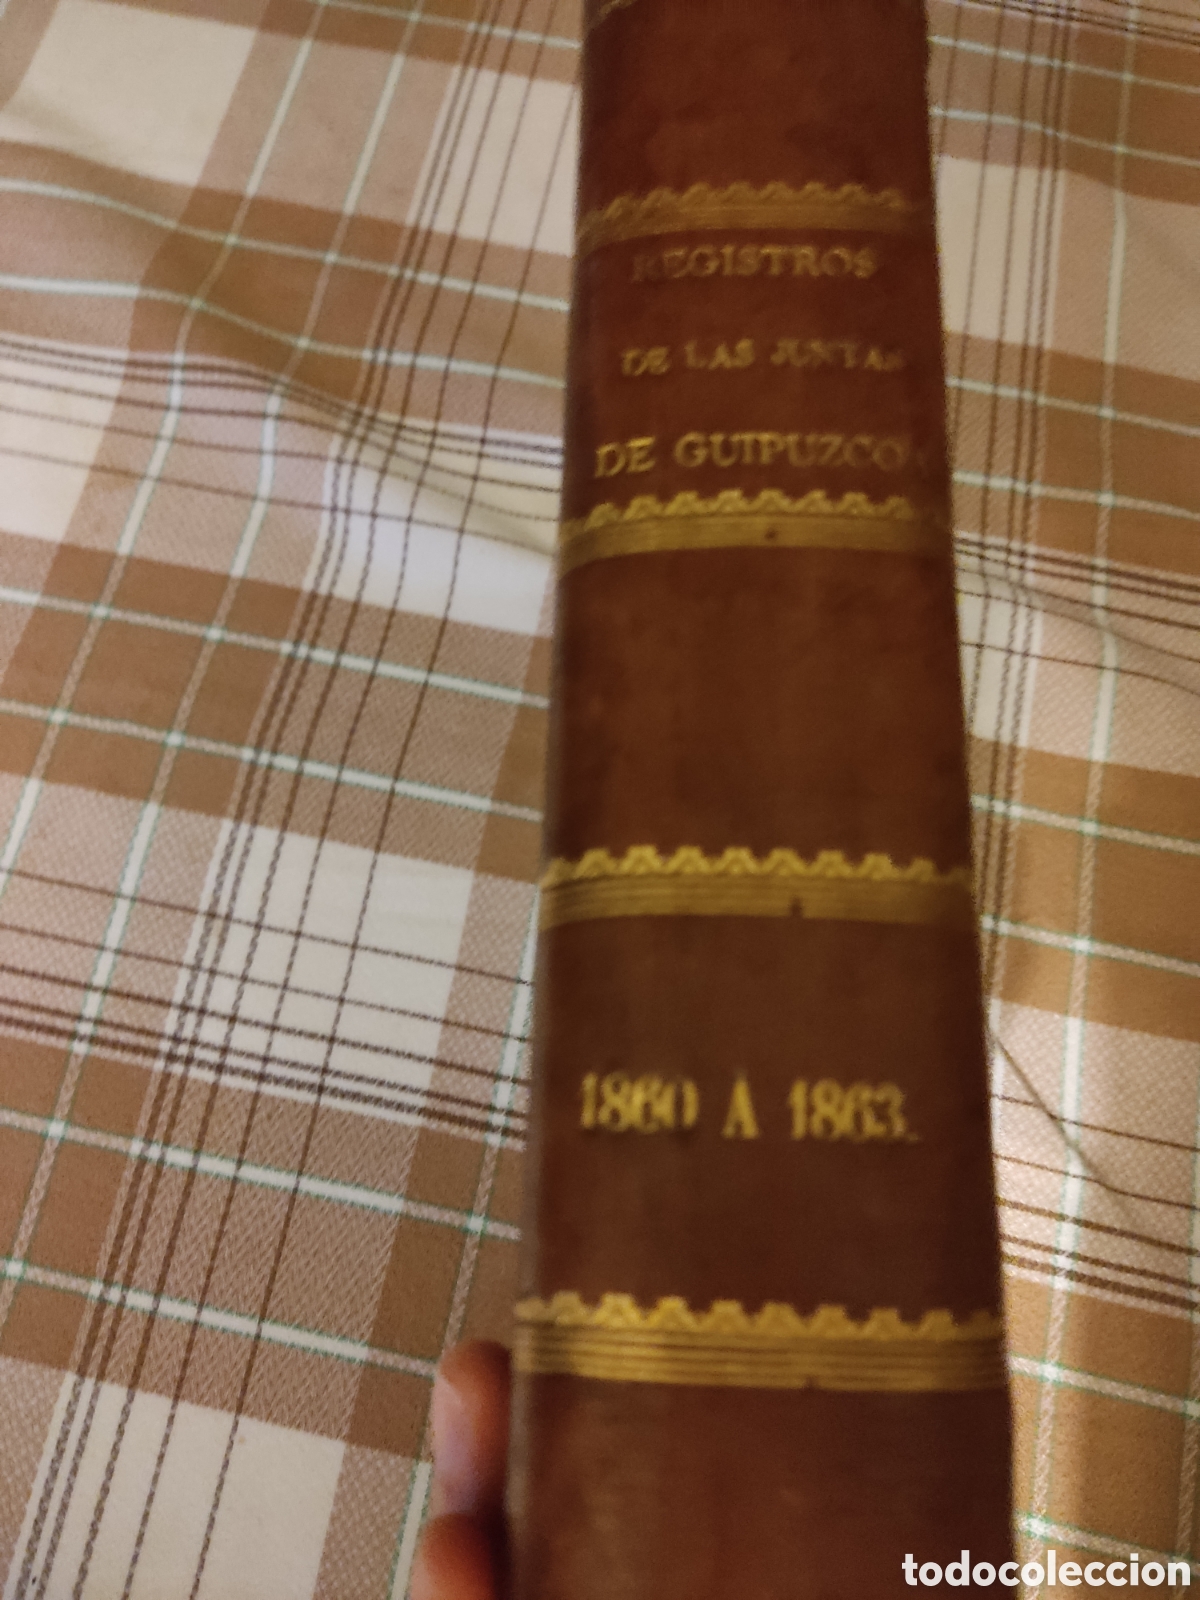 REGISTROS
DE LAS JUNTAS
DE GUIPUZCOA
1860 A 1863.
todocoleccion